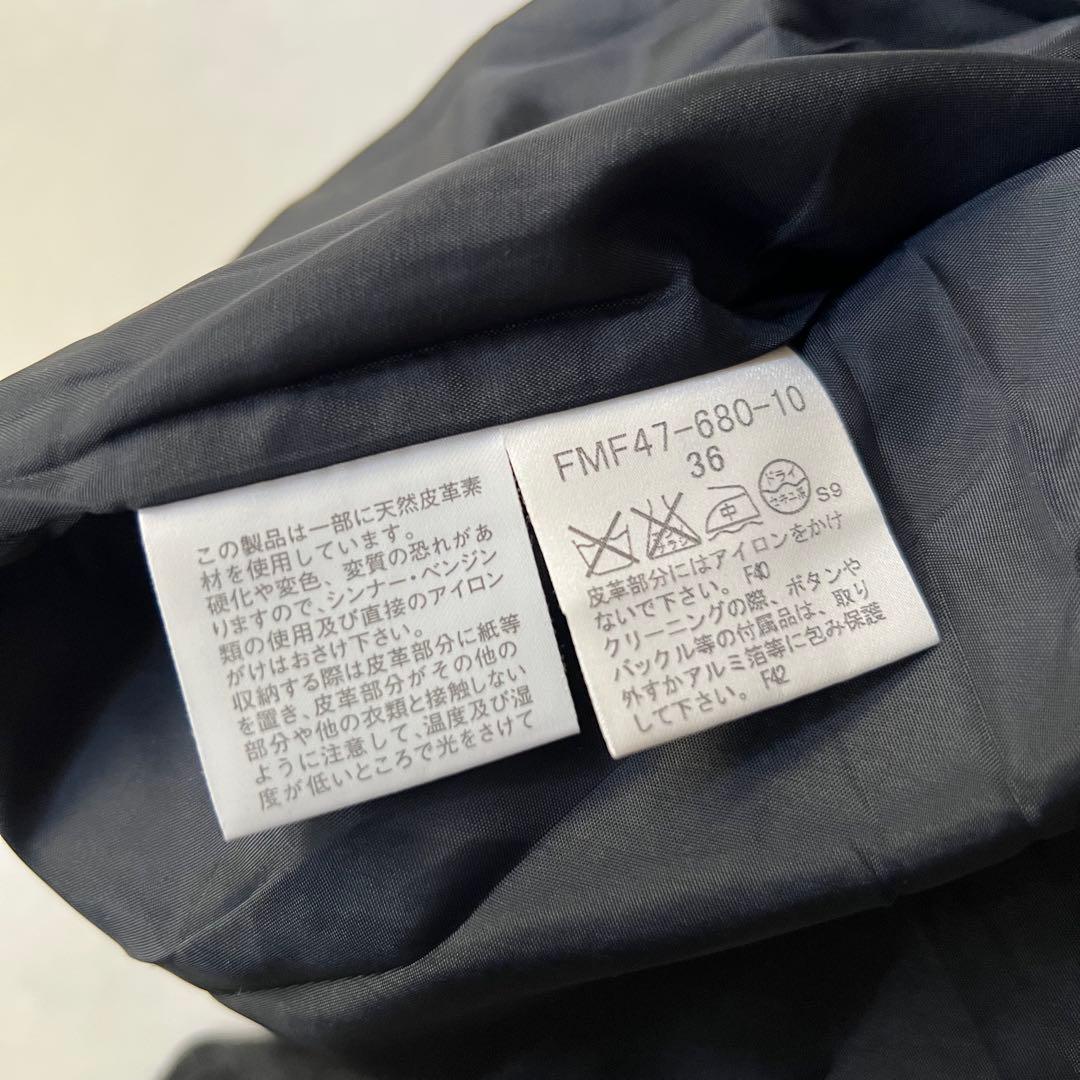 この製品は一部に天然皮革素
材を使用しています。
硬化や変色、変質の恐れがあ
りますので、シンナー・ベンジン
類の使用及び直接のアイロン
がけはおさけ下さい。
収納する際は皮革部分に紙等
を置き、皮革部分がその他の
部分や他の衣類と接触しない
ように注意して、温度及び湿
度が低いところで光をさけて
FMF47-680-10
36
エンソ
サラシ
中
ドライ
セキユ系
S9
皮革部分にはアイロンをかけ
ないで下さい。 F40
クリーニングの際、ボタンや
バックル等の付属品は、取り
外すかアルミ箔等に包み保護
して下さい。 F42